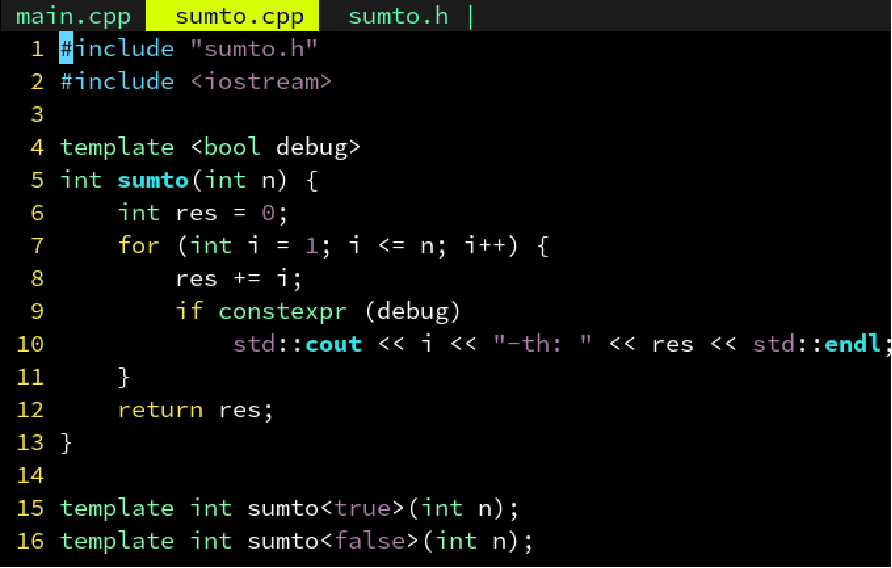 main.cpp sumto.cpp sumto.h |
1 #include "sumto.h"
2 #include <iostream>
3
4 template <bool debug>
5 int sumto(int n) {
6     int res = 0;
7     for (int i = 1; i <= n; i++) {
8         res += i;
9         if constexpr (debug)
10             std::cout << i << "-th: " << res << std::endl;
11     }
12     return res;
13 }
14
15 template int sumto<true>(int n);
16 template int sumto<false>(int n);